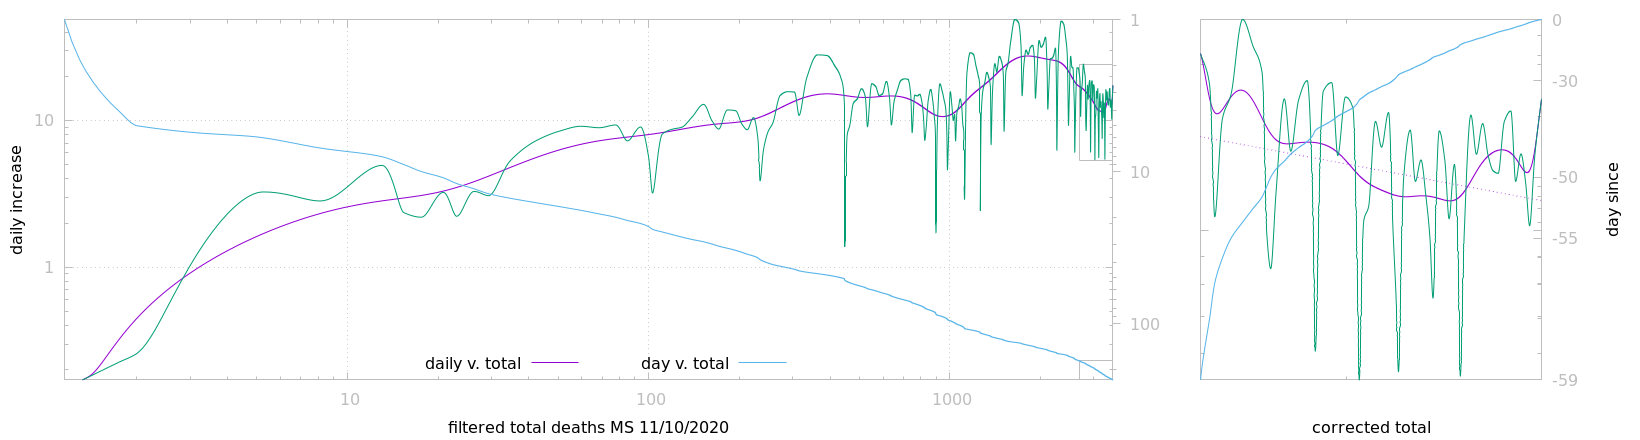 daily increase
10
1
daily v. total
day v. total
10
100
1000
filtered total deaths MS 11/10/2020
1
10
100
0
-30
-50
-55
-59
day since
corrected total